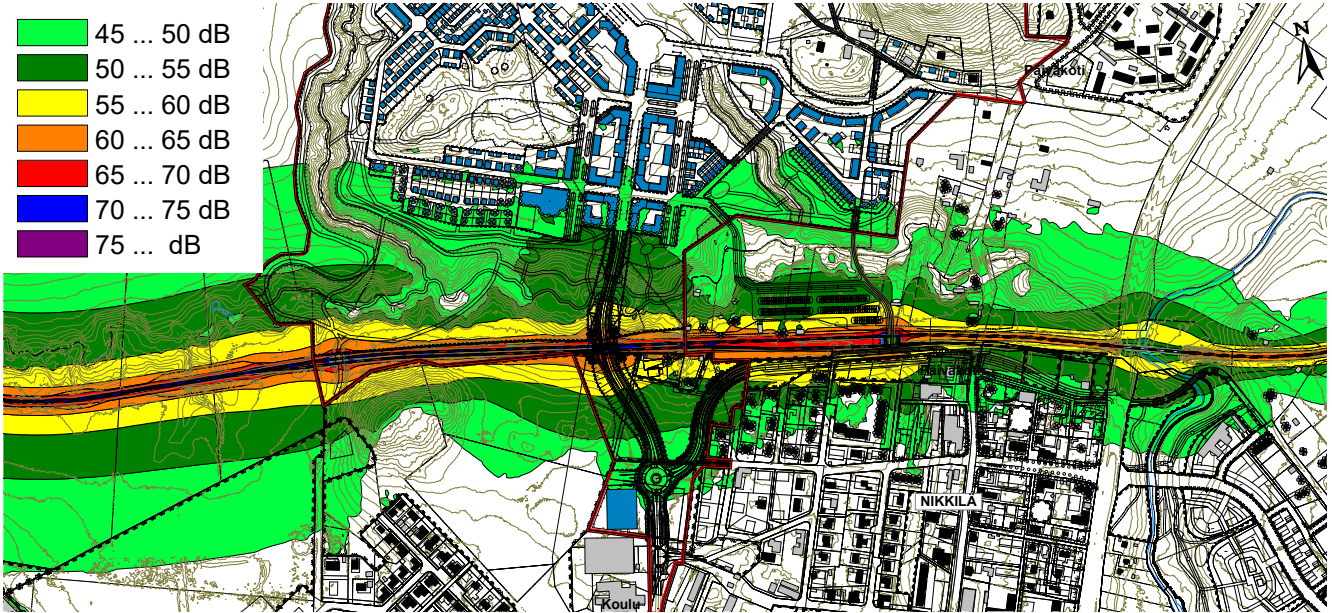 45 ... 50 dB
50 ... 55 dB
55 ... 60 dB
60 ... 65 dB
65 ... 70 dB
70 ... 75 dB
75 ... dB
N
Päiväkoti
NIKKILÄ
Koulu